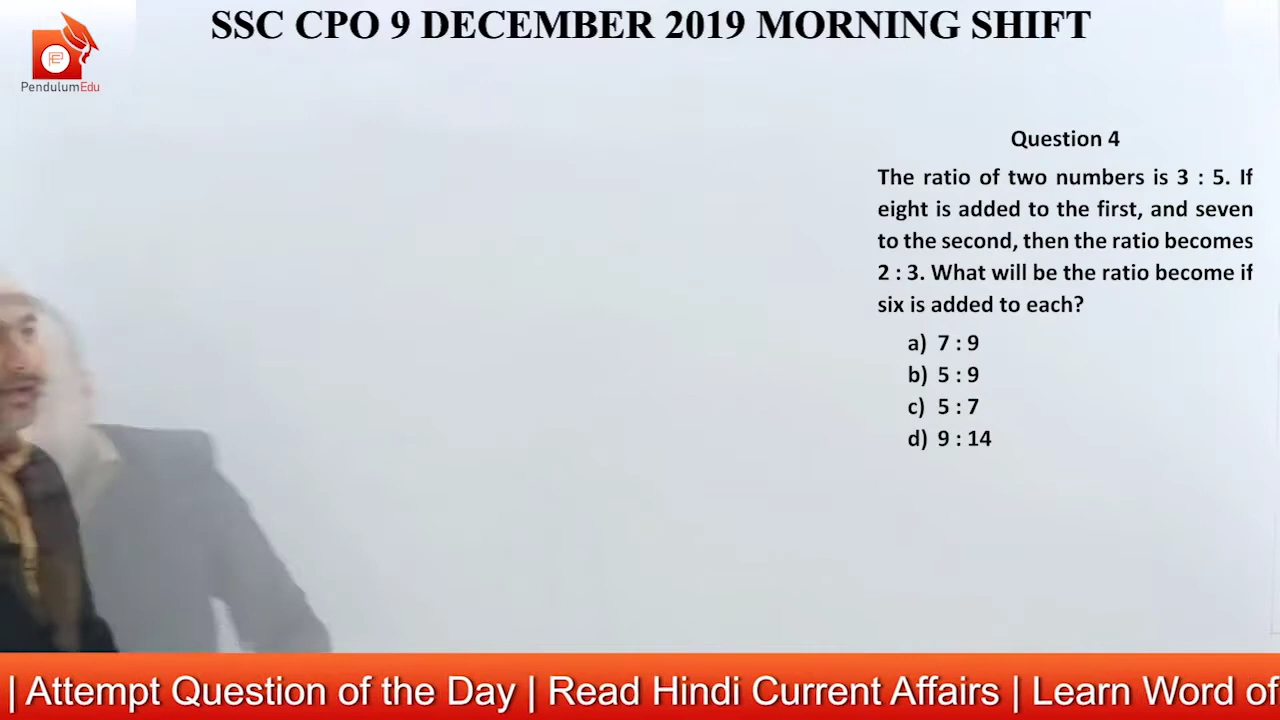 SSC CPO 9 DECEMBER 2019 MORNING SHIFT
PendulumEdu
Question 4
The ratio of two numbers is 3 : 5. If
eight is added to the first, and seven
to the second, then the ratio becomes
2 : 3. What will be the ratio become if
six is added to each?
a) 7 : 9
b) 5 : 9
c) 5 : 7
d) 9 : 14
| Attempt Question of the Day | Read Hindi Current Affairs | Learn Word of